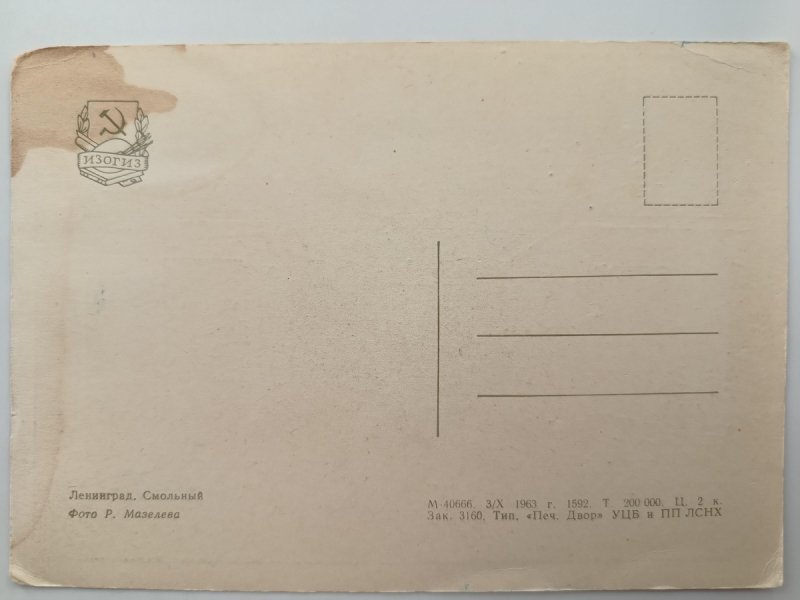 ИЗОГИЗ
Ленинград. Смольный
Фото Р. Мазелева
М-40666. 3/X 1963 г. 1592. Т. 200 000. Ц. 2 к.
Зак. 3160. Тип. «Печ. Двор» УЦБ и ПП ЛСНХ